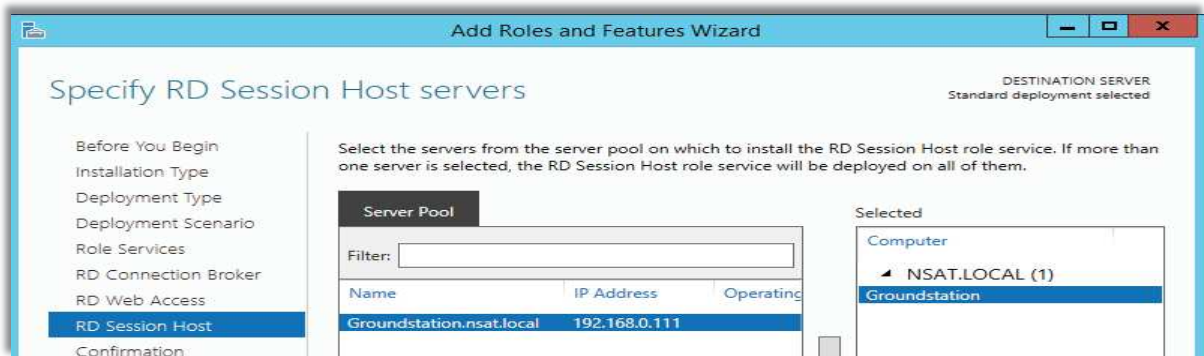 Add Roles and Features Wizard
Specify RD Session Host servers
DESTINATION SERVER
Standard deployment selected
Before You Begin
Installation Type
Deployment Type
Deployment Scenario
Role Services
RD Connection Broker
RD Web Access
RD Session Host
Confirmation
Select the servers from the server pool on which to install the RD Session Host role service. If more than
one server is selected, the RD Session Host role service will be deployed on all of them.
Server Pool
Filter:
Name IP Address Operating
Groundstation.nsat.local 192.168.0.111
Selected
Computer
NSAT.LOCAL (1)
Groundstation